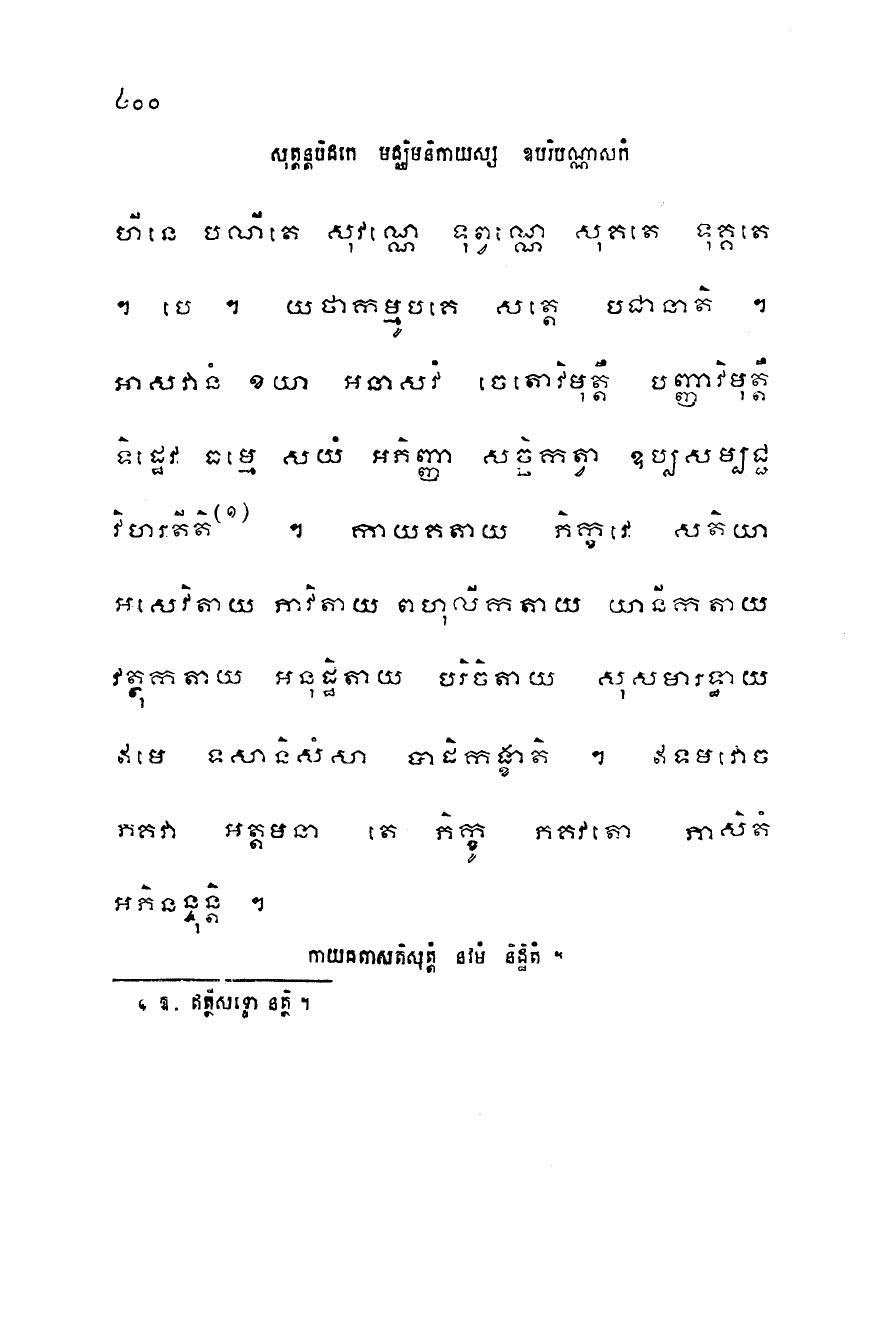 ៤០០
សុត្តន្តបិដកេ មជ្ឈិមនិកាយស្ស ឧបរិបណ្ណាសកំ
ហីនេ បណីតេ សុវណ្ណេ ទុព្វណ្ណេ សុគតេ ទុគ្គតេ
ៗ បេ ៗ យថាកម្មូបគេ សត្តេ បជានាតិ ។
អាសវានំ ខយា អនាសវំ ចេតោវិមុត្តឹ បញ្ញាវិមុត្តឹ
ទិដ្ឋេវ ធម្មេ សយំ អភិញ្ញា សច្ឆិកត្វា ឧប្បសម្បជ្ជ
វិហរតីតិ(១) ។ កាយគតាយ ភិក្ខវេ សតិយា
អសេវិតាយ ភាវិតាយ ពហុលីកតាយ យានីកតាយ
វត្ថុកតាយ អនុដ្ឋិតាយ បរិចិតាយ សុសមារទ្ធាយ
ឥមេ ទសានិសំសា បាដិកង្ខាតិ ។ ឥទមវោច
ភគវា អត្តមនា តេ ភិក្ខូ ភគវតោ ភាសិតំ
អភិនន្ទុន្តិ ។
កាយគតាសតិសុត្តំ នវមំ និដ្ឋិតំ ។
១ ឱ. ឥត្ថីសទ្ទោ នត្ថិ ។